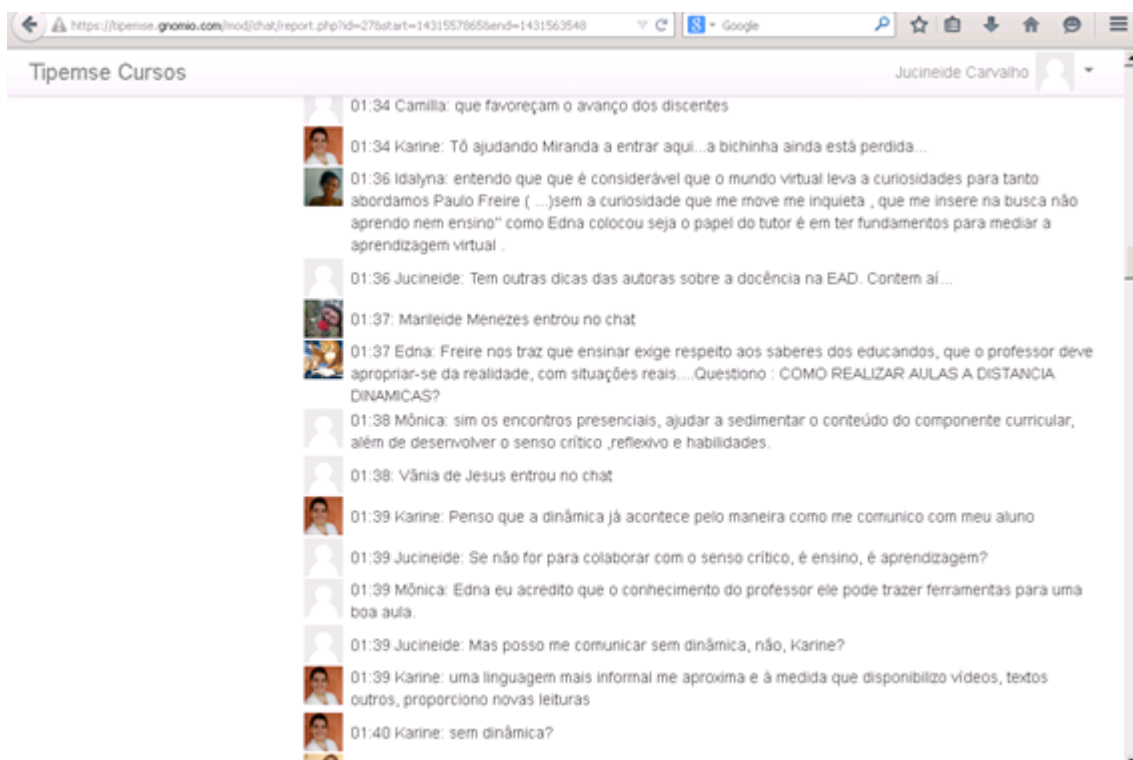 https://tipemse.gnomio.com/mod/chat/report.php?id=27&start=1431557865&end=1431563548
Google
Tipemse Cursos
Jucineide Carvalho
01:34 Camilla: que favoreçam o avanço dos discentes
01:34 Karine: Tô ajudando Miranda a entrar aqui...a bichinha ainda está perdida...
01:36 Idalyna: entendo que que é considerável que o mundo virtual leva a curiosidades para tanto
abordamos Paulo Freire ( ...)sem a curiosidade que me move me inquieta , que me insere na busca não
aprendo nem ensino" como Edna colocou seja o papel do tutor é em ter fundamentos para mediar a
aprendizagem virtual .
01:36 Jucineide: Tem outras dicas das autoras sobre a docência na EAD. Contem aí...
01:37: Marileide Menezes entrou no chat
01:37 Edna: Freire nos traz que ensinar exige respeito aos saberes dos educandos, que o professor deve
apropriar-se da realidade, com situações reais....Questiono : COMO REALIZAR AULAS A DISTANCIA
DINAMICAS?
01:38 Mônica: sim os encontros presenciais, ajudar a sedimentar o conteúdo do componente curricular,
além de desenvolver o senso crítico ,reflexivo e habilidades.
01:38: Vânia de Jesus entrou no chat
01:39 Karine: Penso que a dinâmica já acontece pelo maneira como me comunico com meu aluno
01:39 Jucineide: Se não for para colaborar com o senso crítico, é ensino, é aprendizagem?
01:39 Mônica: Edna eu acredito que o conhecimento do professor ele pode trazer ferramentas para uma
boa aula.
01:39 Jucineide: Mas posso me comunicar sem dinâmica, não, Karine?
01:39 Karine: uma linguagem mais informal me aproxima e à medida que disponibilizo vídeos, textos
outros, proporciono novas leituras
01:40 Karine: sem dinâmica?